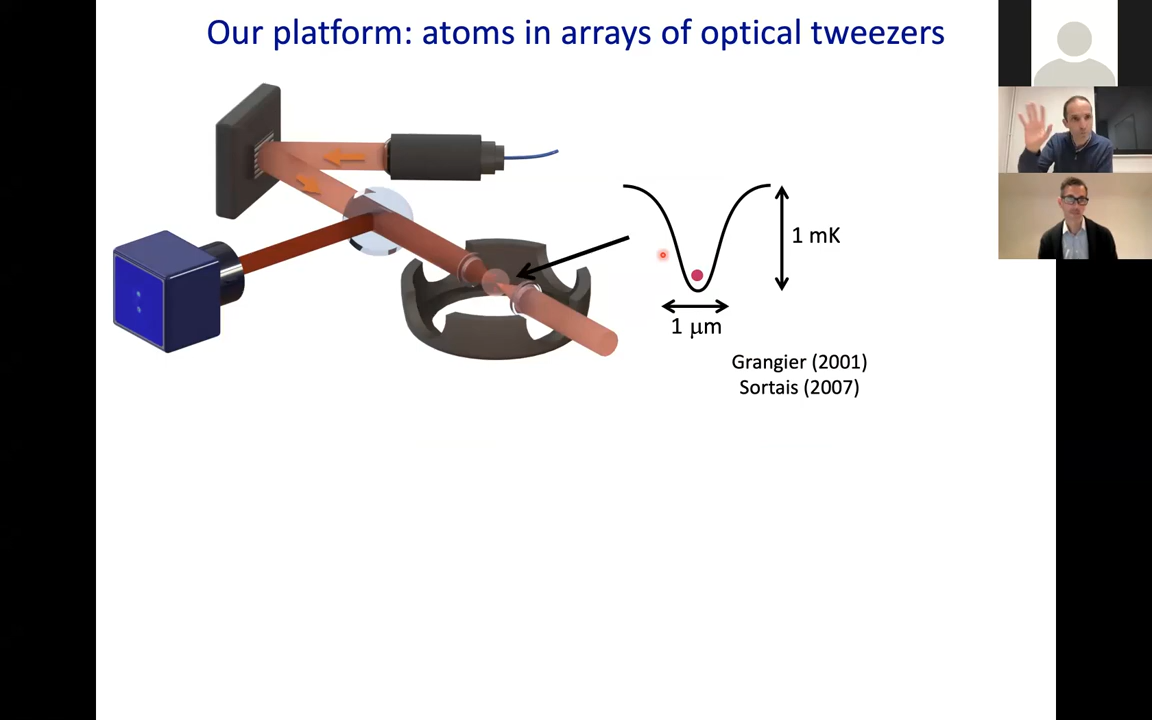 Our platform: atoms in arrays of optical tweezers
1 mK
1 μm
Grangier (2001)
Sortais (2007)